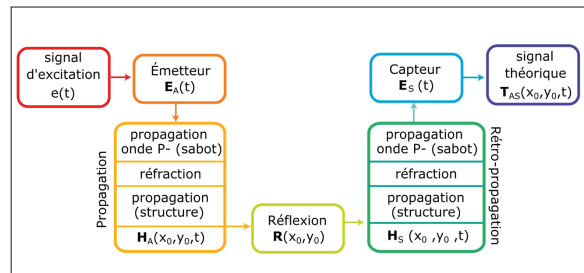 signal
d'excitation
e(t)
Émetteur
E_A(t)
Propagation
propagation
onde P- (sabot)
réfraction
propagation
(structure)
H_A(x_0,y_0,t)
Réflexion
R(x_0,y_0)
Capteur
E_S (t)
signal
théorique
T_AS(x_0,y_0,t)
propagation
onde P- (sabot)
réfraction
propagation
(structure)
H_S (x_0 ,y_0 ,t)
Rétro-propagation